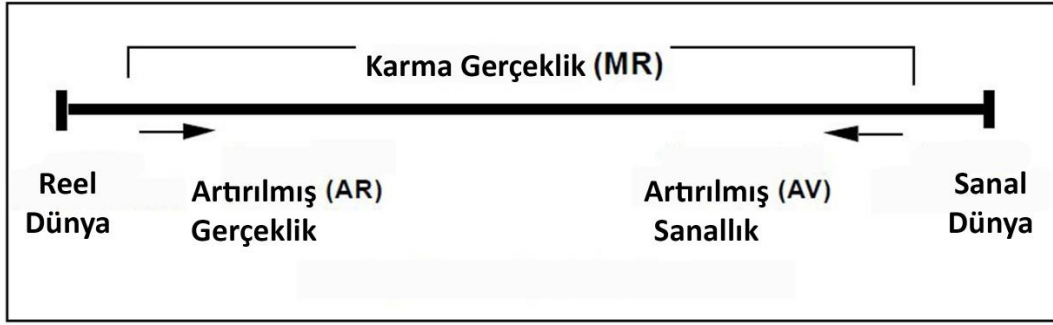 Karma Gerçeklik (MR)
Reel
Dünya
Artırılmış (AR)
Gerçeklik
Artırılmış (AV)
Sanallık
Sanal
Dünya